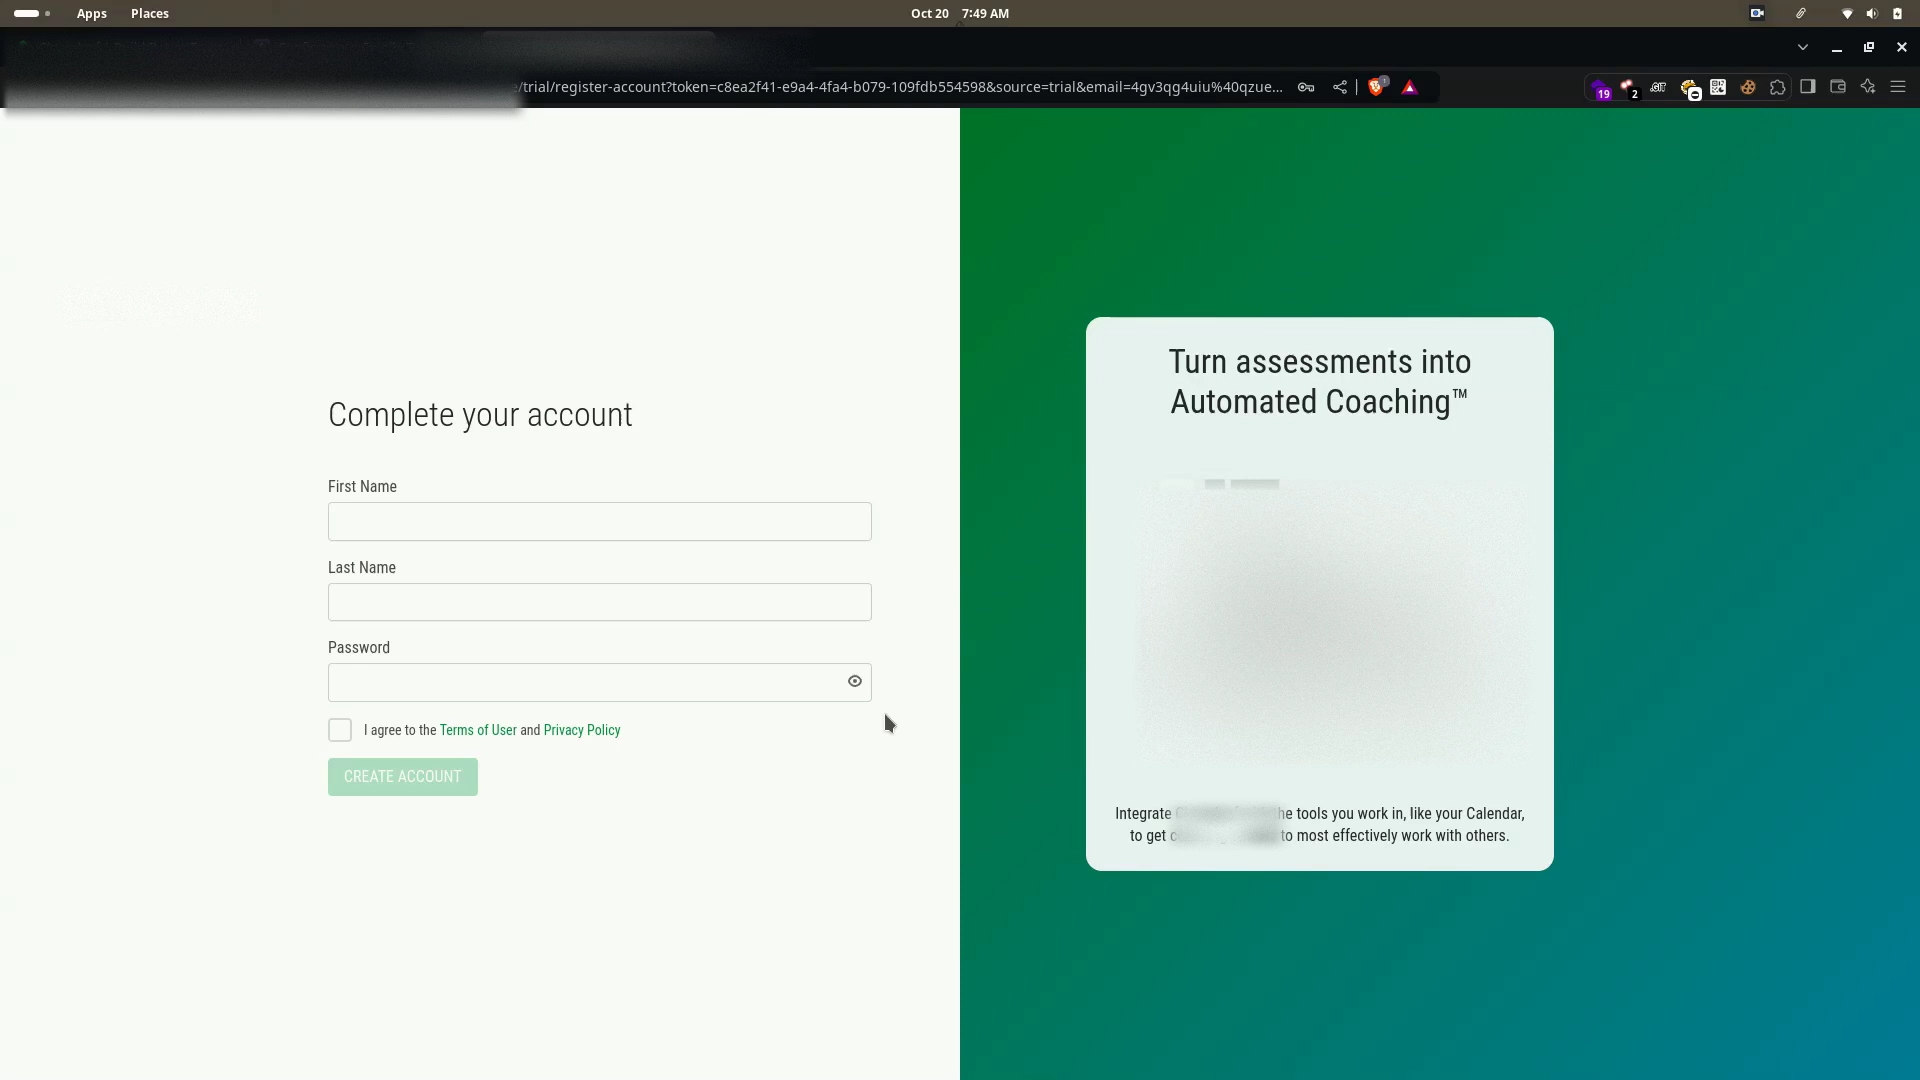 Apps Places Oct 20 7:49 AM
/trial/register-account?token=c8ea2f41-e9a4-4fa4-b079-109fdb554598&source=trial&email=4gv3qg4uiu%40qzue...
19 2 .GIT
Complete your account
First Name
Last Name
Password
I agree to the Terms of User and Privacy Policy
CREATE ACCOUNT
Turn assessments into
Automated Coaching™
Integrate the tools you work in, like your Calendar,
to get to most effectively work with others.